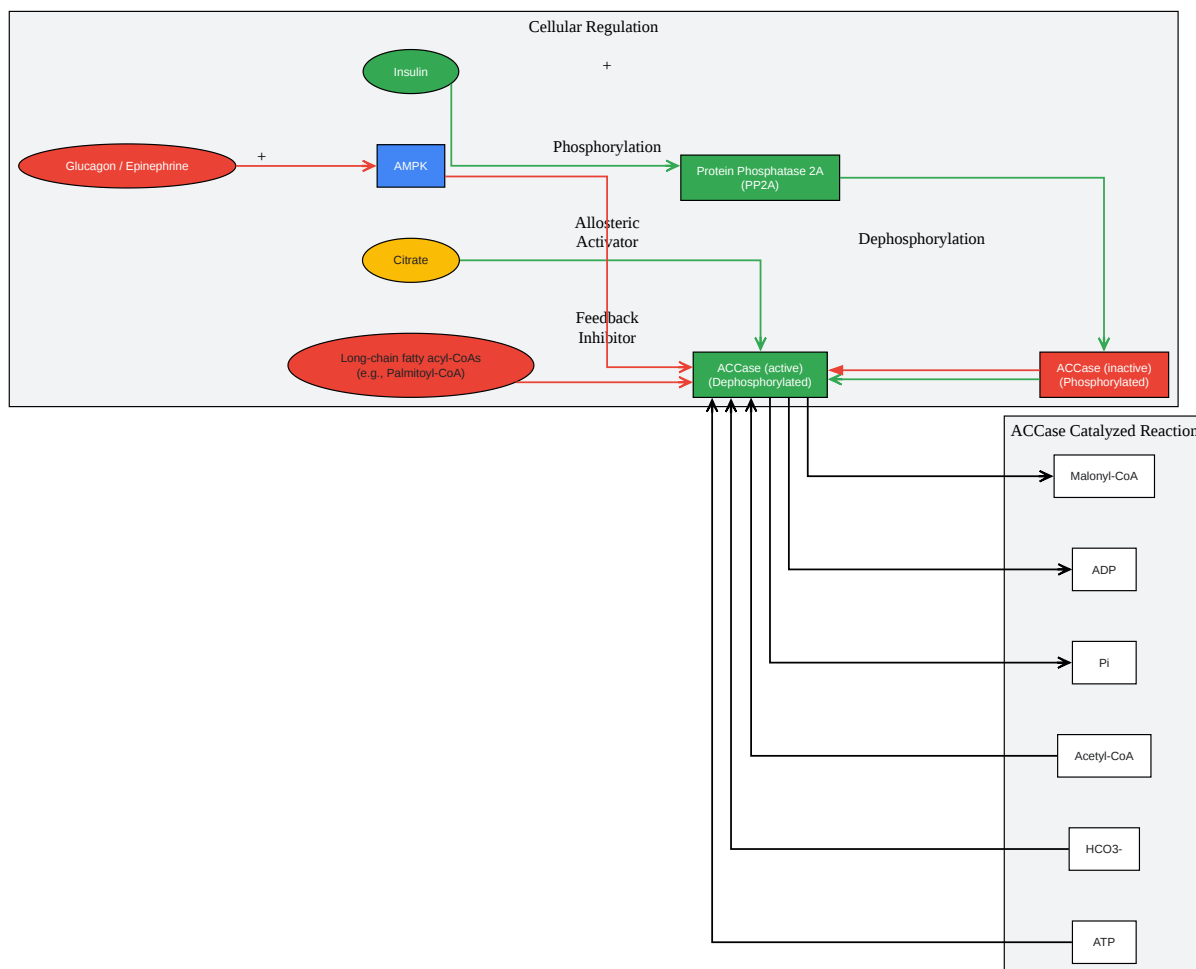 Cellular Regulation
+
Insulin
Phosphorylation
Glucagon / Epinephrine
+
AMPK
Protein Phosphatase 2A
(PP2A)
Allosteric
Activator
Dephosphorylation
Citrate
Feedback
Inhibitor
Long-chain fatty acyl-CoAs
(e.g., Palmitoyl-CoA)
ACCase (active)
(Dephosphorylated)
ACCase (inactive)
(Phosphorylated)
ACCase Catalyzed Reaction
Malonyl-CoA
ADP
Pi
Acetyl-CoA
HCO3-
ATP